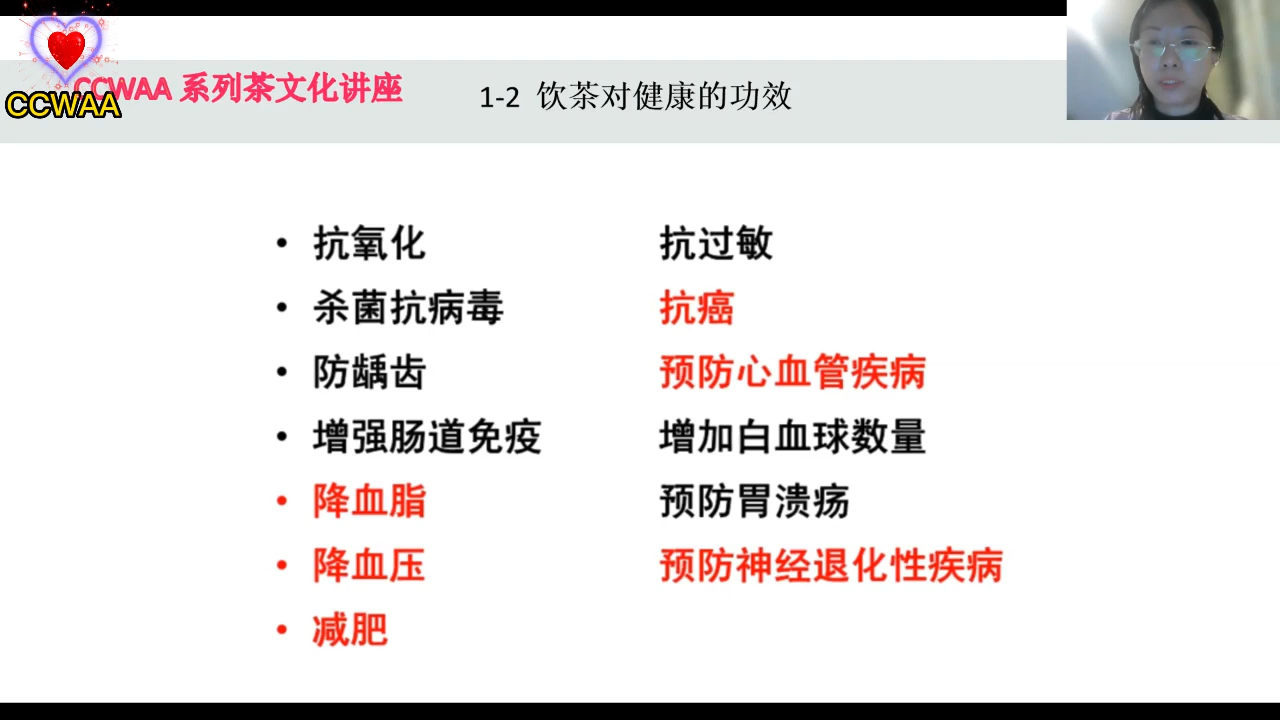 CCWAA 系列茶文化讲座
CCWAA
1-2 饮茶对健康的功效
• 抗氧化 抗过敏
• 杀菌抗病毒 抗癌
• 防龋齿 预防心血管疾病
• 增强肠道免疫 增加白血球数量
• 降血脂 预防胃溃疡
• 降血压 预防神经退化性疾病
• 减肥